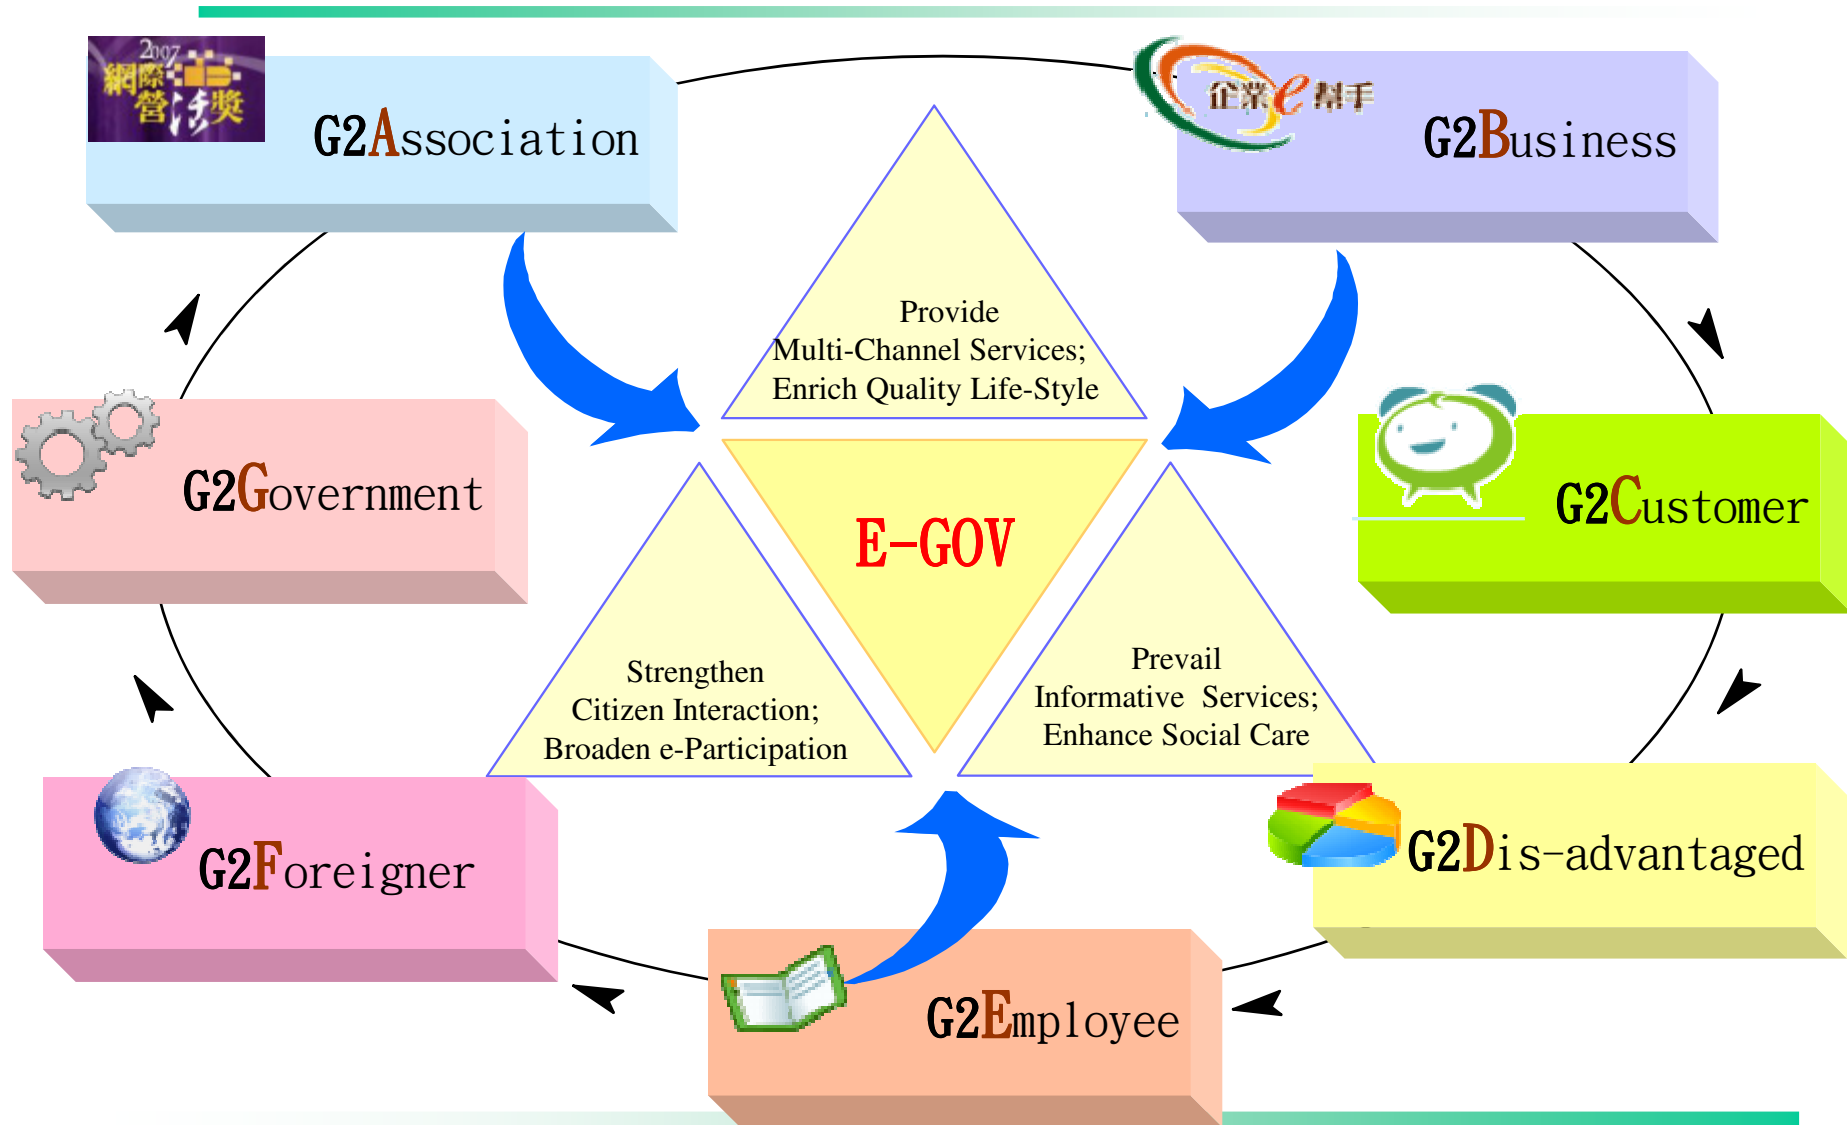 2007
網際
營活獎
G2Association
企業e幫手
G2Business
Provide
Multi-Channel Services;
Enrich Quality Life-Style
G2Government
E-GOV
G2Customer
Strengthen
Citizen Interaction;
Broaden e-Participation
Prevail
Informative Services;
Enhance Social Care
G2Foreigner
G2Dis-advantaged
G2Employee